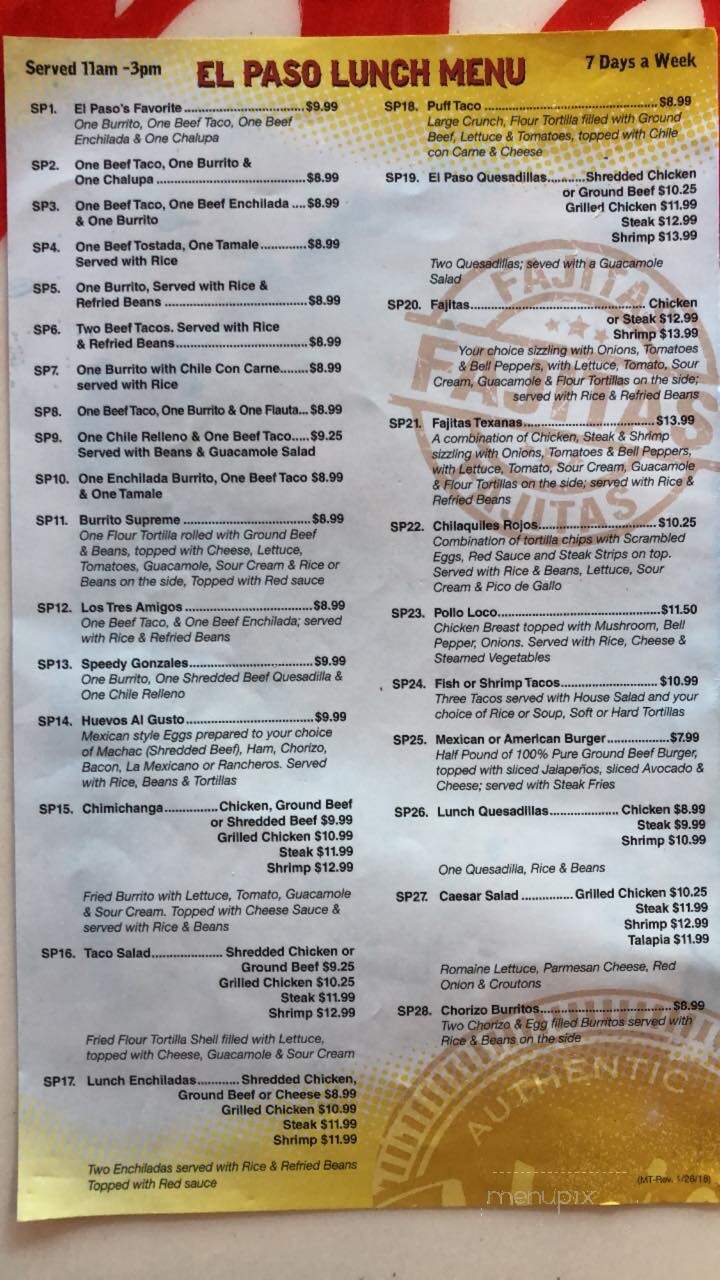 Served 11am -3pm
EL PASO LUNCH MENU
7 Days a Week
SP1. El Paso's Favorite ..............................$9.99
One Burrito, One Beef Taco, One Beef
Enchilada & One Chalupa
SP2. One Beef Taco, One Burrito &
One Chalupa .....................................$8.99
SP3. One Beef Taco, One Beef Enchilada ....$8.99
& One Burrito
SP4. One Beef Tostada, One Tamale............$8.99
Served with Rice
SP5. One Burrito, Served with Rice &
Refried Beans ...................................$8.99
SP6. Two Beef Tacos. Served with Rice
& Refried Beans.................................$8.99
SP7. One Burrito with Chile Con Carne.......$8.99
served with Rice
SP8. One Beef Taco, One Burrito & One Flauta... $8.99
SP9. One Chile Relleno & One Beef Taco.....$9.25
Served with Beans & Guacamole Salad
SP10. One Enchilada Burrito, One Beef Taco $8.99
& One Tamale
SP11. Burrito Supreme ................................$8.99
One Flour Tortilla rolled with Ground Beef
& Beans, topped with Cheese, Lettuce,
Tomatoes, Guacamole, Sour Cream & Rice or
Beans on the side, Topped with Red sauce
SP12. Los Tres Amigos ................................$8.99
One Beef Taco, & One Beef Enchilada; served
with Rice & Refried Beans
SP13. Speedy Gonzales...............................$9.99
One Burrito, One Shredded Beef Quesadilla &
One Chile Relleno
SP14. Huevos Al Gusto................................$9.99
Mexican style Eggs prepared to your choice
of Machac (Shredded Beef), Ham, Chorizo,
Bacon, La Mexicano or Rancheros. Served
with Rice, Beans & Tortillas
SP15. Chimichanga..............Chicken, Ground Beef
or Shredded Beef $9.99
Grilled Chicken $10.99
Steak $11.99
Shrimp $12.99
Fried Burrito with Lettuce, Tomato, Guacamole
& Sour Cream. Topped with Cheese Sauce &
served with Rice & Beans
SP16. Taco Salad.................... Shredded Chicken or
Ground Beef $9.25
Grilled Chicken $10.25
Steak $11.99
Shrimp $12.99
Fried Flour Tortilla Shell filled with Lettuce,
topped with Cheese, Guacamole & Sour Cream
SP17. Lunch Enchiladas............Shredded Chicken,
Ground Beef or Cheese $8.99
Grilled Chicken $10.99
Steak $11.99
Shrimp $11.99
Two Enchiladas served with Rice & Refried Beans
Topped with Red sauce
SP18. Puff Taco ...........................................$8.99
Large Crunch, Flour Tortilla filled with Ground
Beef, Lettuce & Tomatoes, topped with Chile
con Carne & Cheese
SP19. El Paso Quesadillas..........Shredded Chicken
or Ground Beef $10.25
Grilled Chicken $11.99
Steak $12.99
Shrimp $13.99
Two Quesadillas; seved with a Guacamole
Salad
SP20. Fajitas............................................. Chicken
or Steak $12.99
Shrimp $13.99
Your choice sizzling with Onions, Tomatoes
& Bell Peppers, with Lettuce, Tomato, Sour
Cream, Guacamole & Flour Tortillas on the side;
served with Rice & Refried Beans
SP21. Fajitas Texanas.................................$13.99
A combination of Chicken, Steak & Shrimp
sizzling with Onions, Tomatoes & Bell Peppers,
with Lettuce, Tomato, Sour Cream, Guacamole
& Flour Tortillas on the side; served with Rice &
Refried Beans
SP22. Chilaquiles Rojos..............................$10.25
Combination of tortilla chips with Scrambled
Eggs, Red Sauce and Steak Strips on top.
Served with Rice & Beans, Lettuce, Sour
Cream & Pico de Gallo
SP23. Pollo Loco.........................................$11.50
Chicken Breast topped with Mushroom, Bell
Pepper, Onions. Served with Rice, Cheese &
Steamed Vegetables
SP24. Fish or Shrimp Tacos........................$10.99
Three Tacos served with House Salad and your
choice of Rice or Soup, Soft or Hard Tortillas
SP25. Mexican or American Burger................$7.99
Half Pound of 100% Pure Ground Beef Burger,
topped with sliced Jalapeños, sliced Avocado &
Cheese; served with Steak Fries
SP26. Lunch Quesadillas.................... Chicken $8.99
Steak $9.99
Shrimp $10.99
One Quesadilla, Rice & Beans
SP27. Caesar Salad ..............Grilled Chicken $10.25
Steak $11.99
Shrimp $12.99
Talapia $11.99
Romaine Lettuce, Parmesan Cheese, Red
Onion & Croutons
SP28. Chorizo Burritos.................................$8.99
Two Chorizo & Egg filled Burritos served with
Rice & Beans on the side
FAJITAS
FAJITAS
FAJITAS
AUTHENTIC
menupix
(MT-Rev. 1/26/18)